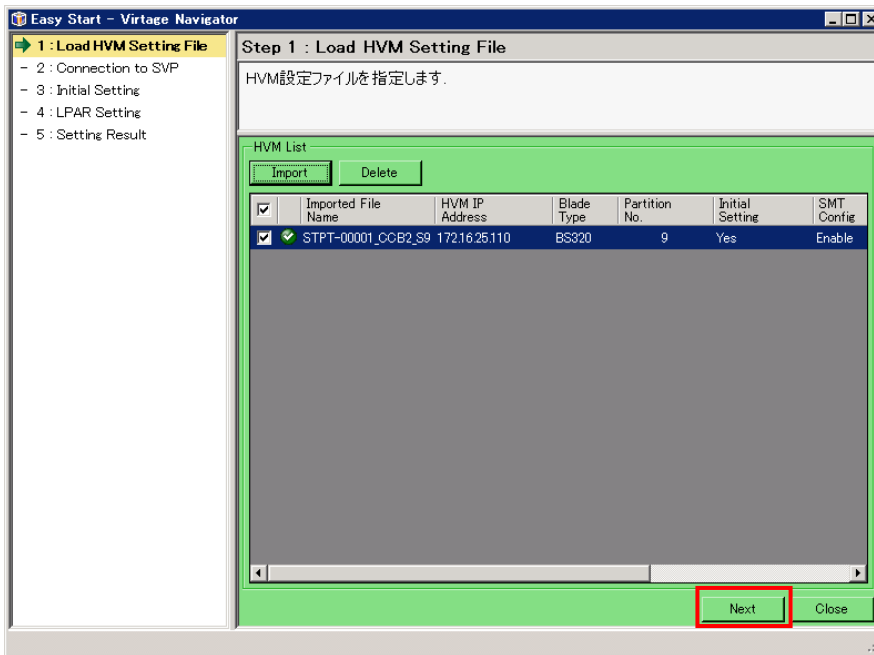 Easy Start - Virtage Navigator
1 : Load HVM Setting File
- 2 : Connection to SVP
- 3 : Initial Setting
- 4 : LPAR Setting
- 5 : Setting Result
Step 1 : Load HVM Setting File
HVM設定ファイルを指定します.
HVM List
Import Delete
Imported File Name HVM IP Address Blade Type Partition No. Initial Setting SMT Config
STPT-00001_CCB2_S9 172.16.25.110 BS320 9 Yes Enable
Next Close